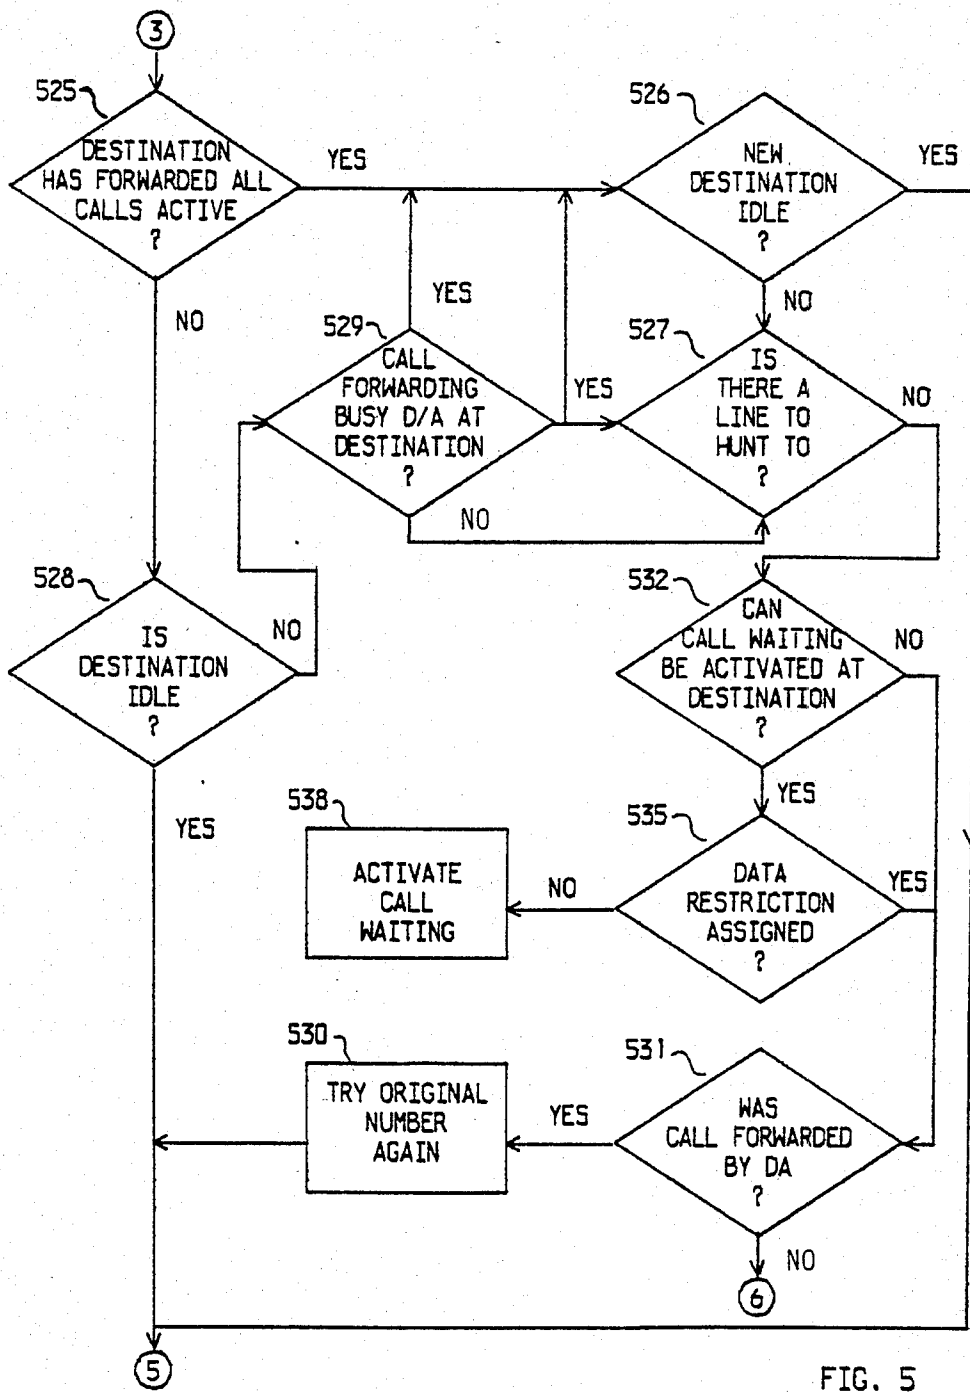 3
525
DESTINATION
HAS FORWARDED ALL
CALLS ACTIVE
?
YES
NO
526
NEW
DESTINATION
IDLE
?
YES
NO
529
CALL
FORWARDING
BUSY D/A AT
DESTINATION
?
YES
YES
NO
527
IS
THERE A
LINE TO
HUNT TO
?
NO
528
IS
DESTINATION
IDLE
?
NO
YES
532
CAN
CALL WAITING
BE ACTIVATED AT
DESTINATION
?
NO
YES
538
ACTIVATE
CALL
WAITING
NO
535
DATA
RESTRICTION
ASSIGNED
?
YES
530
TRY ORIGINAL
NUMBER
AGAIN
YES
531
WAS
CALL FORWARDED
BY DA
?
NO
6
5
FIG. 5